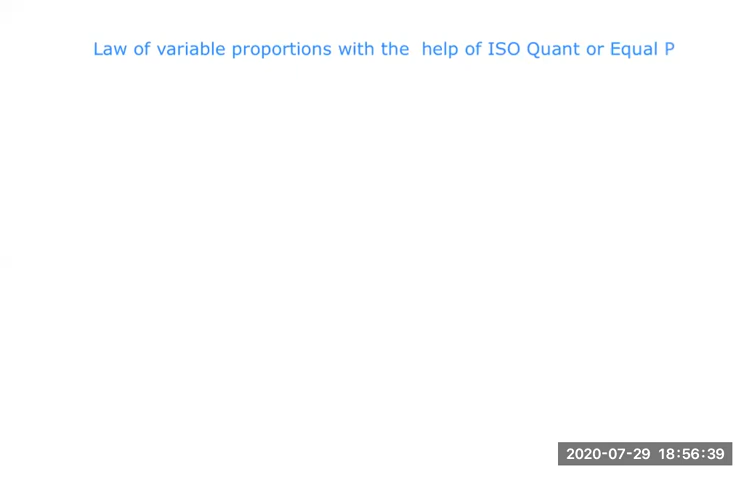 Law of variable proportions with the help of ISO Quant or Equal P
2020-07-29 18:56:39